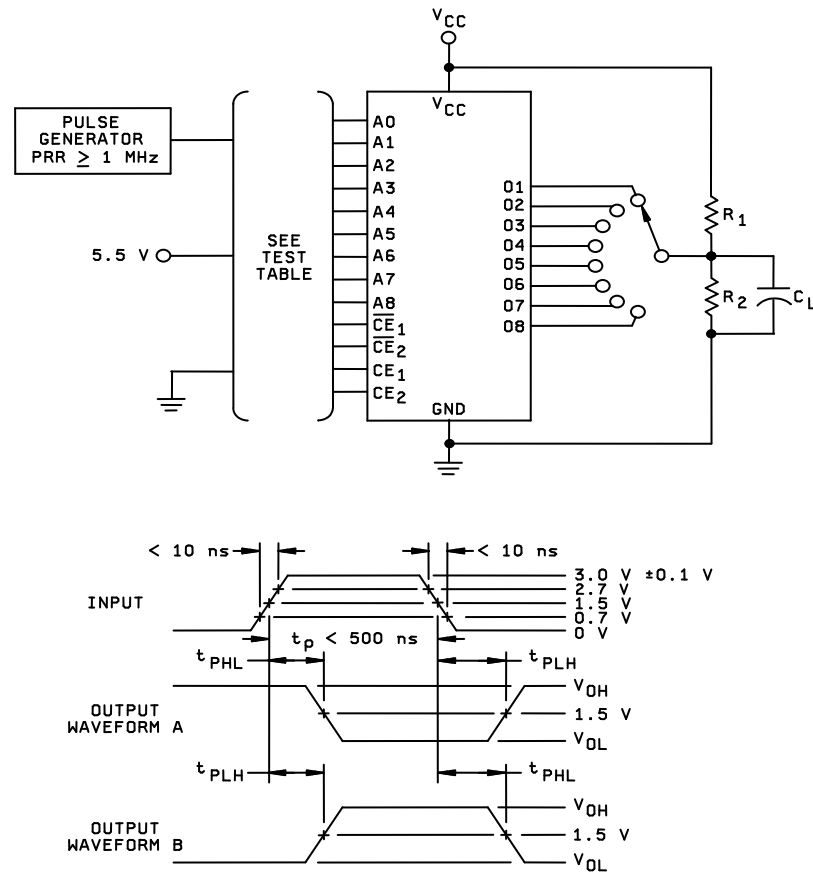 VCC
VCC
PULSE
GENERATOR
PRR ≥ 1 MHz
5.5 V
SEE
TEST
TABLE
A0
A1
A2
A3
A4
A5
A6
A7
A8
C̅E̅1
C̅E̅2
CE1
CE2
GND
O1
O2
O3
O4
O5
O6
O7
O8
R1
R2
CL
< 10 ns
< 10 ns
INPUT
3.0 V ±0.1 V
2.7 V
1.5 V
0.7 V
0 V
tp < 500 ns
tPHL
tPLH
OUTPUT
WAVEFORM A
VOH
1.5 V
VOL
tPLH
tPHL
OUTPUT
WAVEFORM B
VOH
1.5 V
VOL